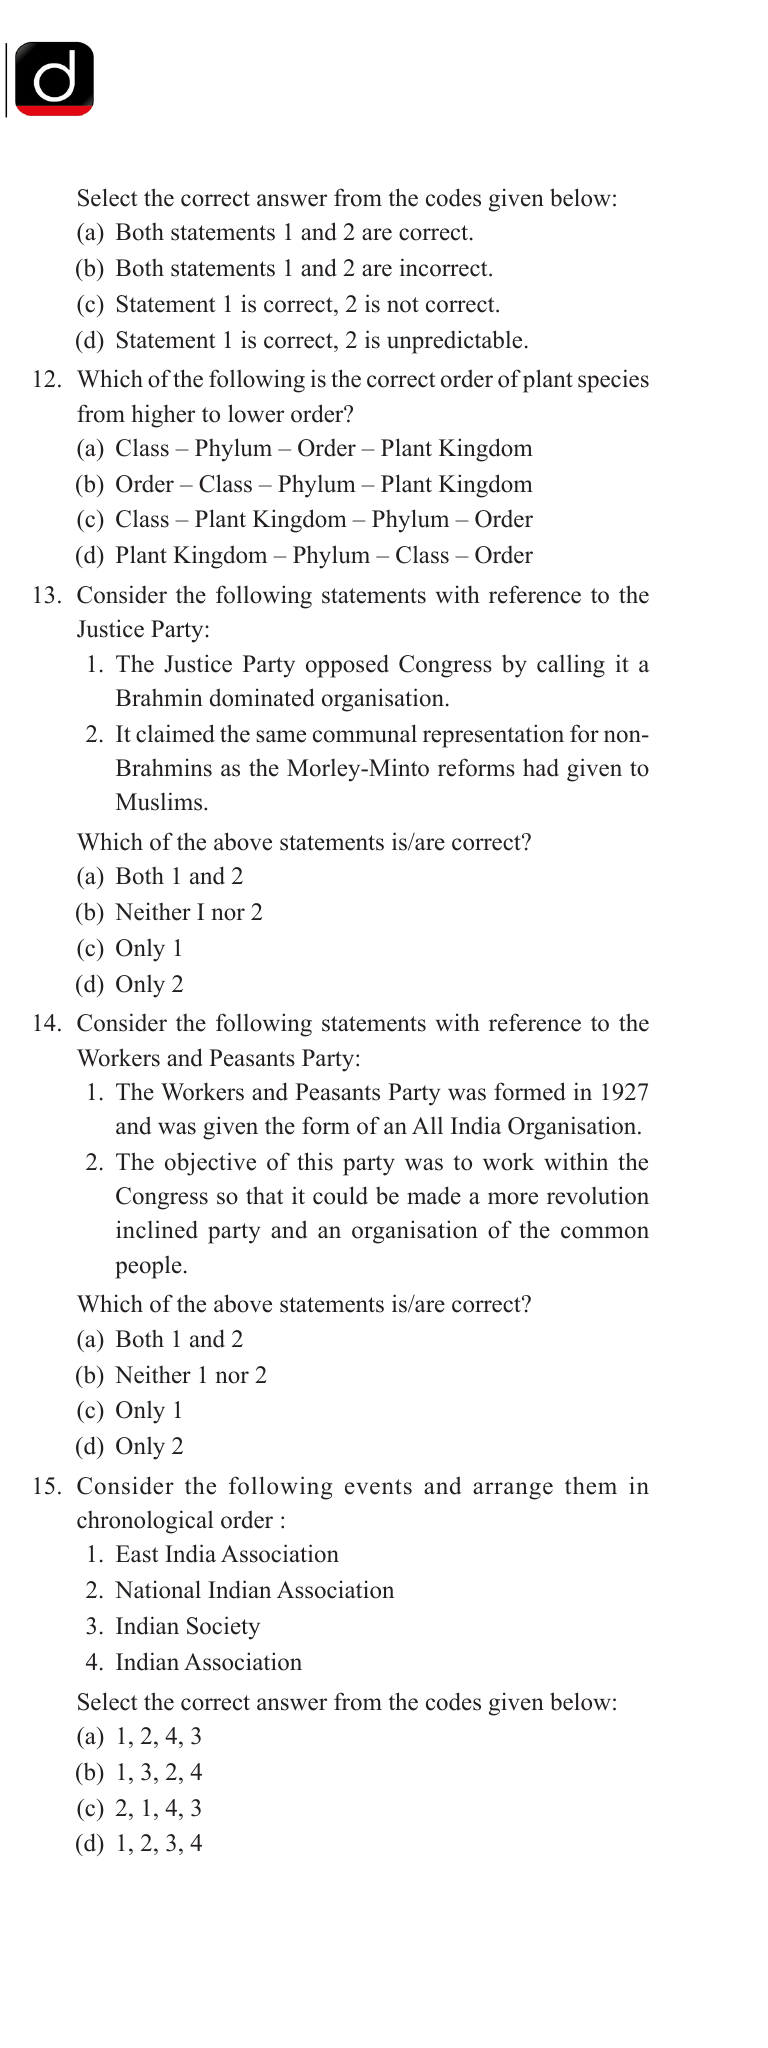 d
Select the correct answer from the codes given below:
(a) Both statements 1 and 2 are correct.
(b) Both statements 1 and 2 are incorrect.
(c) Statement 1 is correct, 2 is not correct.
(d) Statement 1 is correct, 2 is unpredictable.
12. Which of the following is the correct order of plant species
from higher to lower order?
(a) Class – Phylum – Order – Plant Kingdom
(b) Order – Class – Phylum – Plant Kingdom
(c) Class – Plant Kingdom – Phylum – Order
(d) Plant Kingdom – Phylum – Class – Order
13. Consider the following statements with reference to the
Justice Party:
1. The Justice Party opposed Congress by calling it a
Brahmin dominated organisation.
2. It claimed the same communal representation for non-
Brahmins as the Morley-Minto reforms had given to
Muslims.
Which of the above statements is/are correct?
(a) Both 1 and 2
(b) Neither I nor 2
(c) Only 1
(d) Only 2
14. Consider the following statements with reference to the
Workers and Peasants Party:
1. The Workers and Peasants Party was formed in 1927
and was given the form of an All India Organisation.
2. The objective of this party was to work within the
Congress so that it could be made a more revolution
inclined party and an organisation of the common
people.
Which of the above statements is/are correct?
(a) Both 1 and 2
(b) Neither 1 nor 2
(c) Only 1
(d) Only 2
15. Consider the following events and arrange them in
chronological order :
1. East India Association
2. National Indian Association
3. Indian Society
4. Indian Association
Select the correct answer from the codes given below:
(a) 1, 2, 4, 3
(b) 1, 3, 2, 4
(c) 2, 1, 4, 3
(d) 1, 2, 3, 4